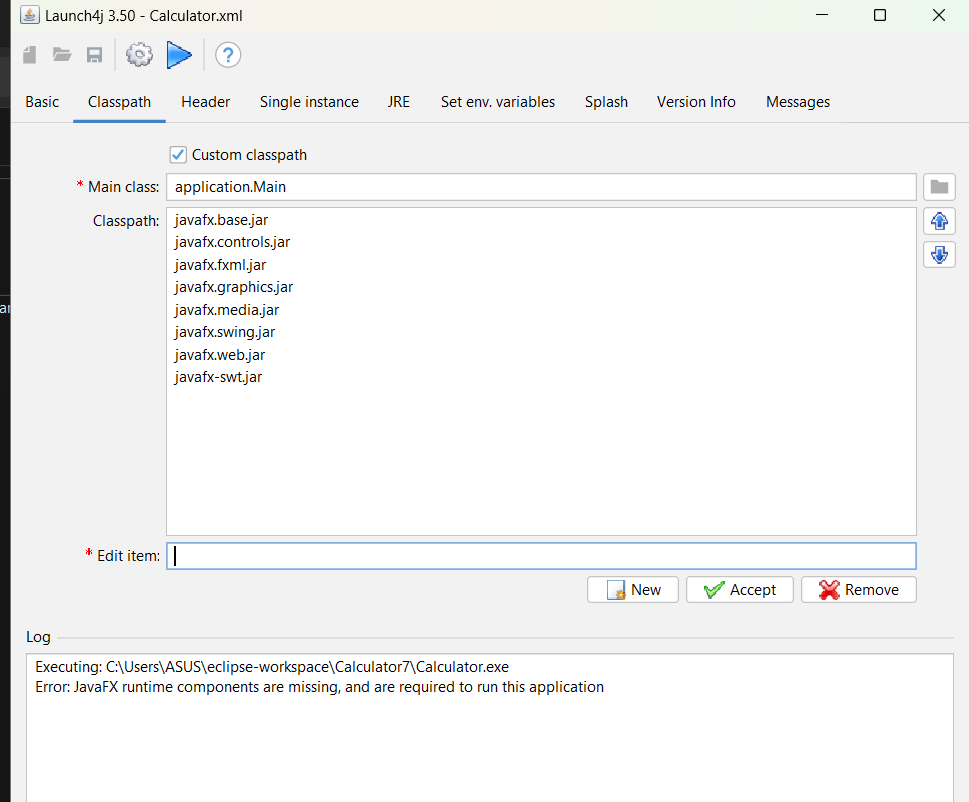 Launch4j 3.50 - Calculator.xml
?
Basic Classpath Header Single instance JRE Set env. variables Splash Version Info Messages
Custom classpath
* Main class: application.Main
Classpath: javafx.base.jar
javafx.controls.jar
javafx.fxml.jar
javafx.graphics.jar
javafx.media.jar
javafx.swing.jar
javafx.web.jar
javafx-swt.jar
* Edit item:
New Accept Remove
Log
Executing: C:\Users\ASUS\eclipse-workspace\Calculator7\Calculator.exe
Error: JavaFX runtime components are missing, and are required to run this application